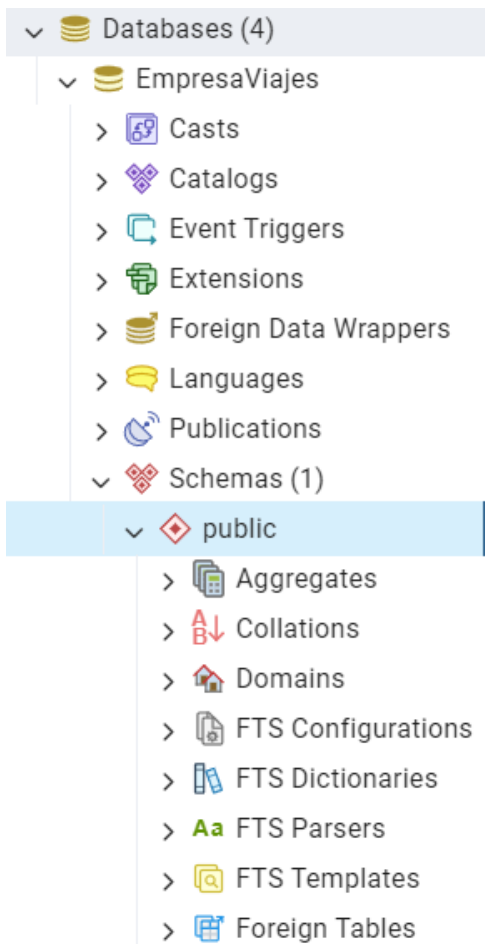 Databases (4)
EmpresaViajes
Casts
Catalogs
Event Triggers
Extensions
Foreign Data Wrappers
Languages
Publications
Schemas (1)
public
Aggregates
Collations
Domains
FTS Configurations
FTS Dictionaries
Aa FTS Parsers
FTS Templates
Foreign Tables